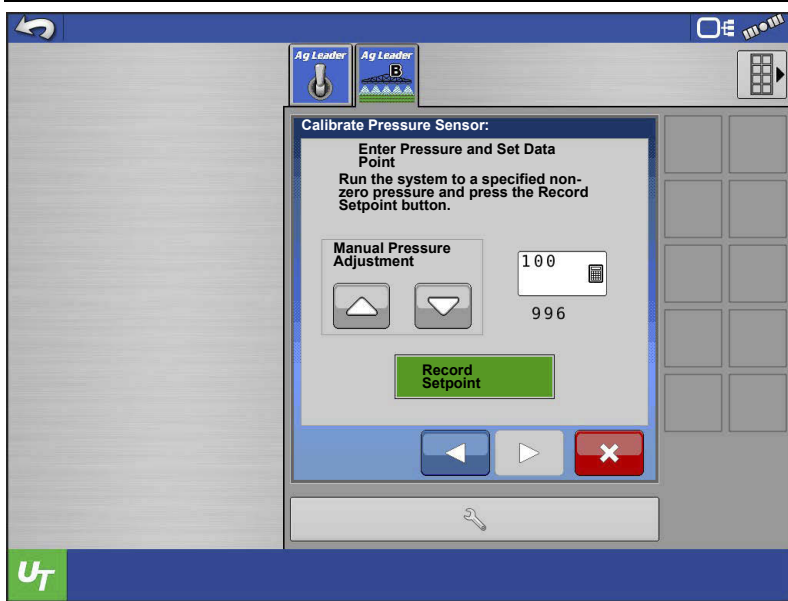 Ag Leader
Ag Leader
B
Calibrate Pressure Sensor:
Enter Pressure and Set Data
Point
Run the system to a specified non-
zero pressure and press the Record
Setpoint button.
Manual Pressure
Adjustment
100
996
Record
Setpoint
UT